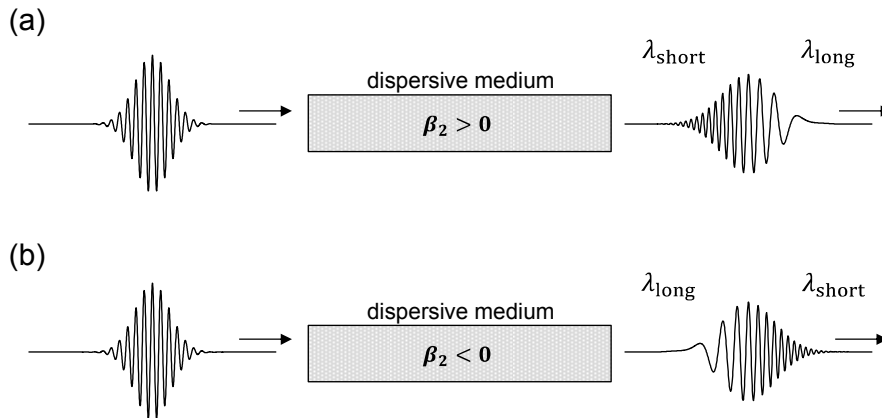 (a)
λshort λlong
dispersive medium
β2 > 0
(b)
λlong λshort
dispersive medium
β2 < 0